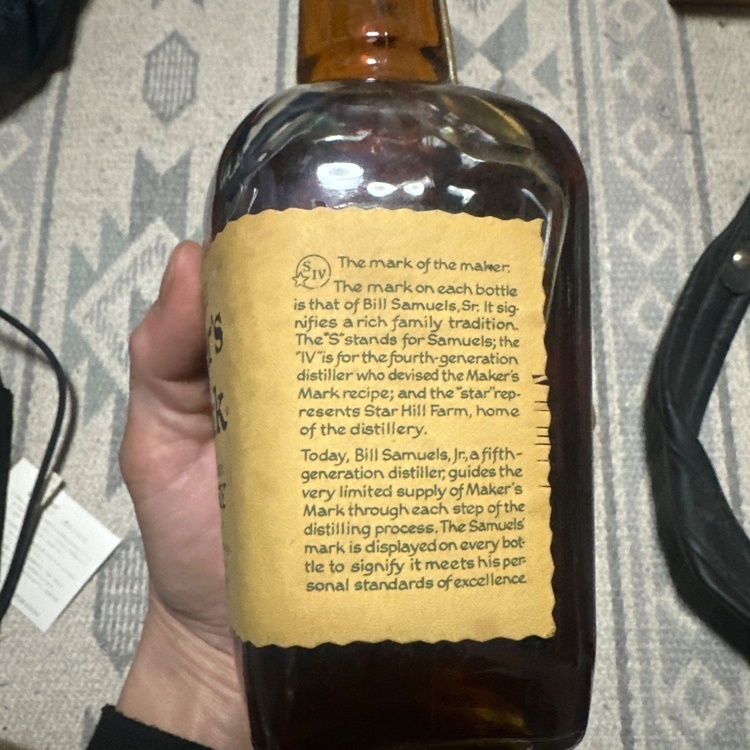 S IV
The mark of the maker.
The mark on each bottle
is that of Bill Samuels, Sr. It sig-
nifies a rich family tradition.
The "S" stands for Samuels; the
"IV" is for the fourth-generation
distiller who devised the Maker's
Mark recipe; and the "star" rep-
resents Star Hill Farm, home
of the distillery.
Today, Bill Samuels, Jr., a fifth-
generation distiller, guides the
very limited supply of Maker's
Mark through each step of the
distilling process. The Samuels'
mark is displayed on every bot-
tle to signify it meets his per-
sonal standards of excellence